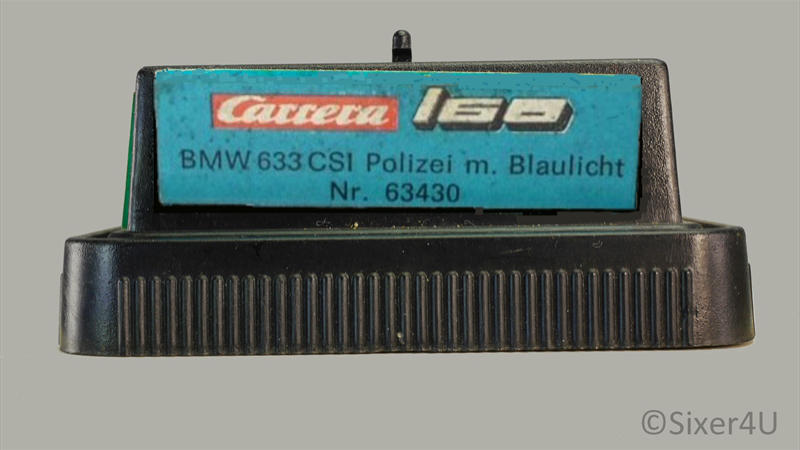 Carrera 160
BMW 633 CSI Polizei m. Blaulicht
Nr. 63430
©Sixer4U